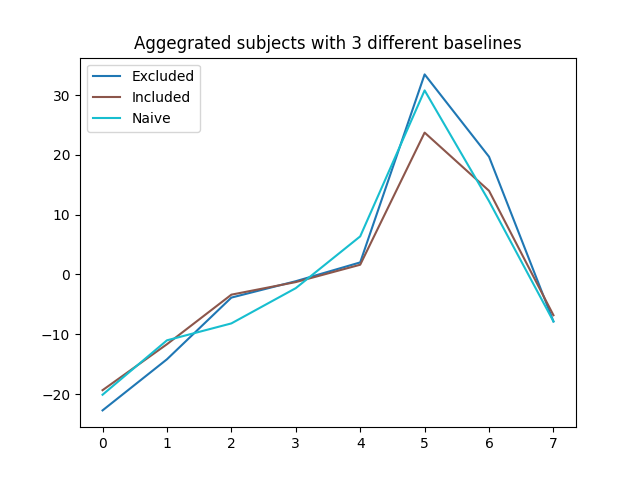 Aggegrated subjects with 3 different baselines
Excluded
Included
Naive
30
20
10
0
−10
−20
0 1 2 3 4 5 6 7